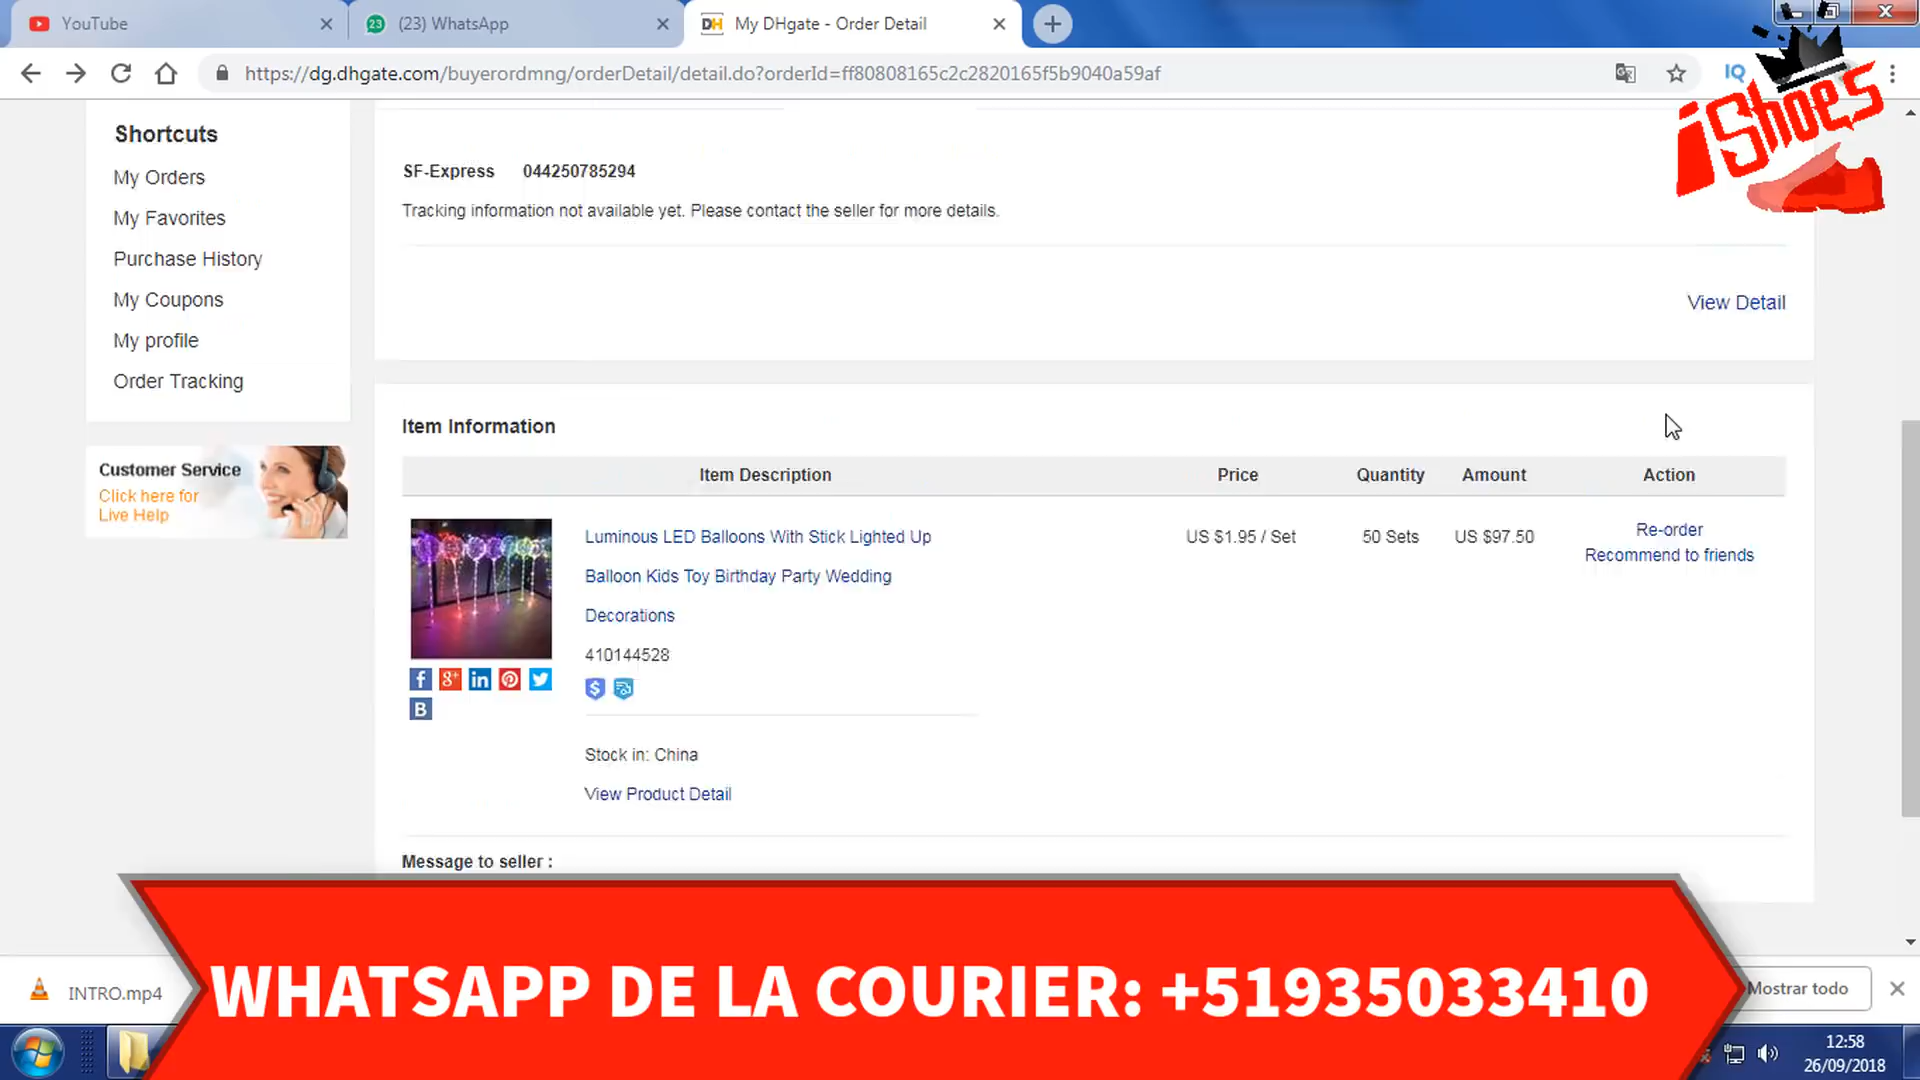 YouTube
23
(23) WhatsApp
DH
My DHgate - Order Detail
https://dg.dhgate.com/buyerordmng/orderDetail/detail.do?orderId=ff80808165c2c2820165f5b9040a59af
IQ
iShoes
Shortcuts
My Orders
My Favorites
Purchase History
My Coupons
My profile
Order Tracking
Customer Service
Click here for
Live Help
SF-Express 044250785294
Tracking information not available yet. Please contact the seller for more details.
View Detail
Item Information
Item Description Price Quantity Amount Action
Luminous LED Balloons With Stick Lighted Up
Balloon Kids Toy Birthday Party Wedding
Decorations
410144528
US $1.95 / Set 50 Sets US $97.50
Re-order
Recommend to friends
Stock in: China
View Product Detail
Message to seller :
WHATSAPP DE LA COURIER: +51935033410
INTRO.mp4
Mostrar todo
12:58
26/09/2018